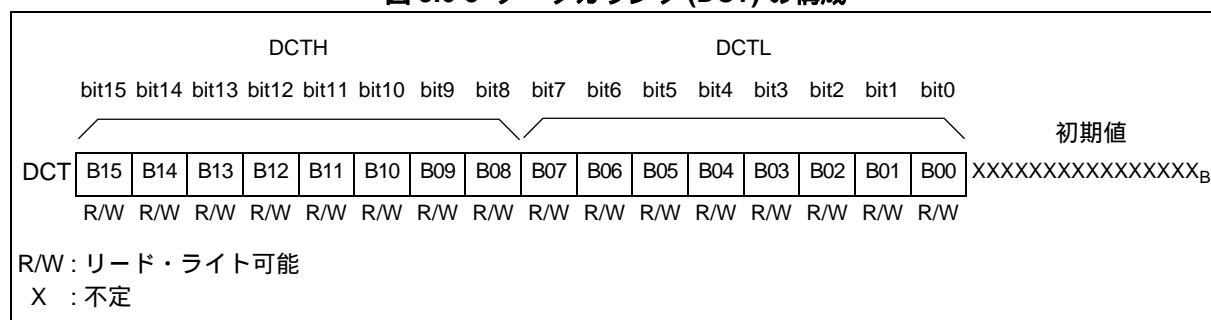 DCTH DCTL
bit15 bit14 bit13 bit12 bit11 bit10 bit9 bit8 bit7 bit6 bit5 bit4 bit3 bit2 bit1 bit0
初期値
DCT B15 B14 B13 B12 B11 B10 B09 B08 B07 B06 B05 B04 B03 B02 B01 B00 XXXXXXXXXXXXXXXXB
R/W R/W R/W R/W R/W R/W R/W R/W R/W R/W R/W R/W R/W R/W R/W R/W
R/W : リード・ライト可能
X : 不定